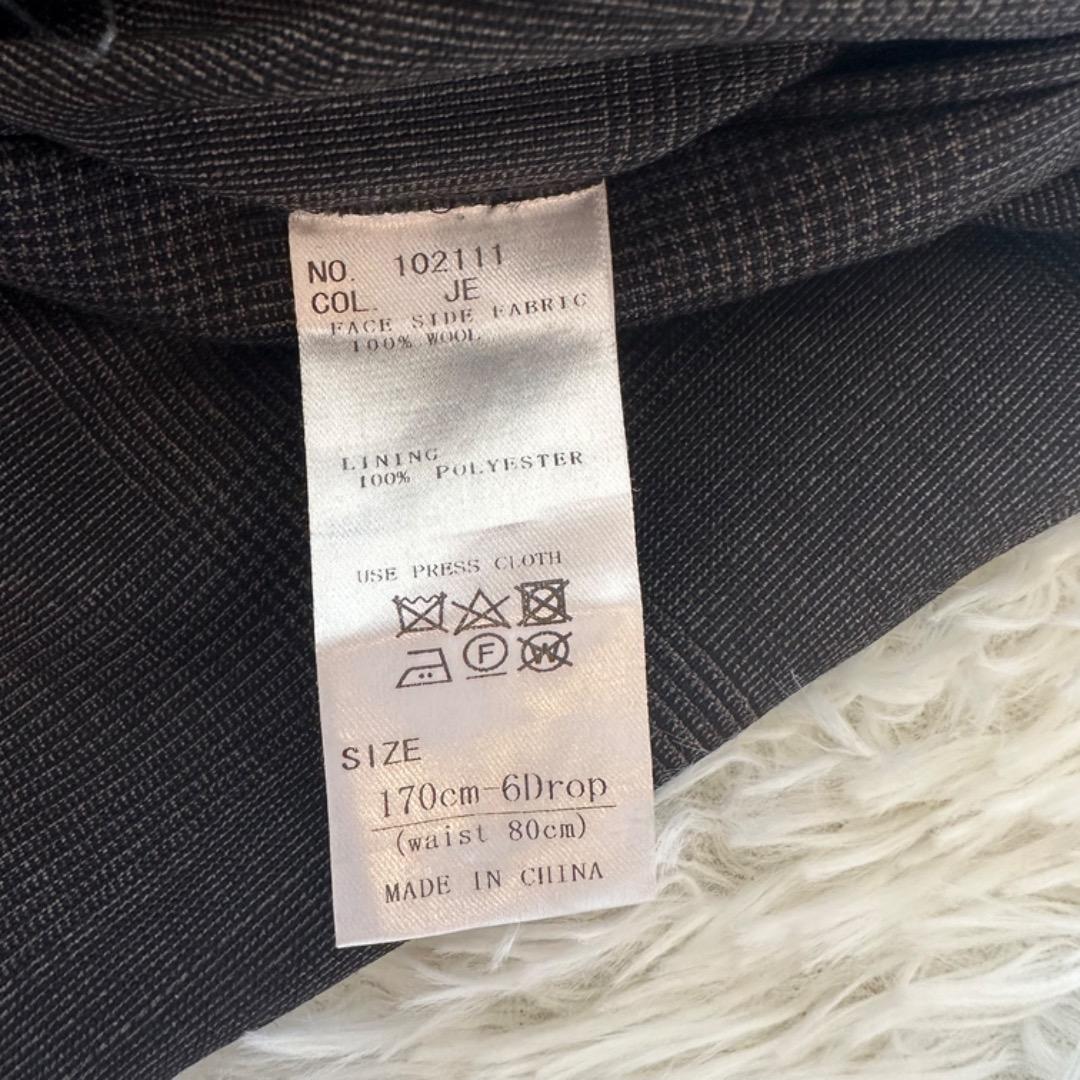 NO. 102111
COL. JE
FACE SIDE FABRIC
100% WOOL
LINING
100% POLYESTER
USE PRESS CLOTH
F W
SIZE
170cm-6Drop
(waist 80cm)
MADE IN CHINA